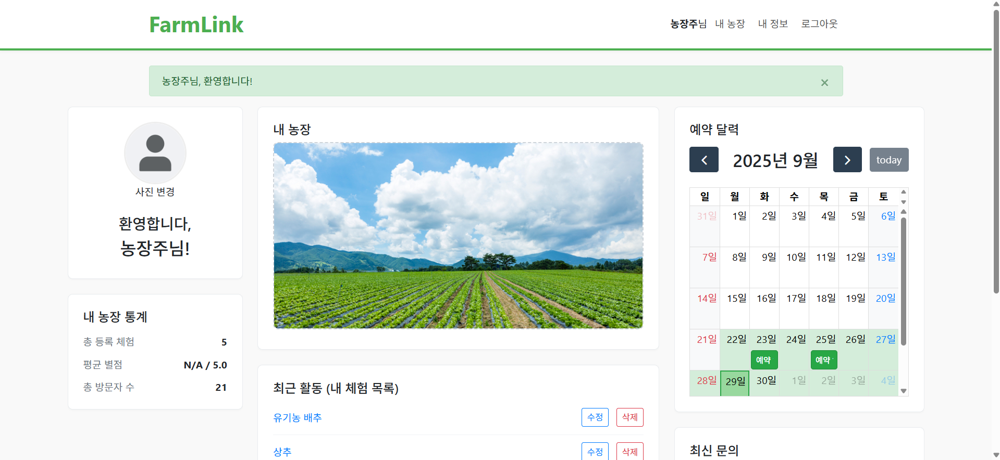 FarmLink
농장주님 내 농장 내 정보 로그아웃
농장주님, 환영합니다!
×
사진 변경
환영합니다,
농장주님!
내 농장 통계
총 등록 체험 5
평균 별점 N/A / 5.0
총 방문자 수 21
내 농장
최근 활동 (내 체험 목록)
유기농 배추 수정 삭제
상추 수정 삭제
예약 달력
2025년 9월 today
일 월 화 수 목 금 토
31일 1일 2일 3일 4일 5일 6일
7일 8일 9일 10일 11일 12일 13일
14일 15일 16일 17일 18일 19일 20일
21일 22일 23일 24일 25일 26일 27일
예약 예약
28일 29일 30일 1일 2일 3일 4일
최신 문의